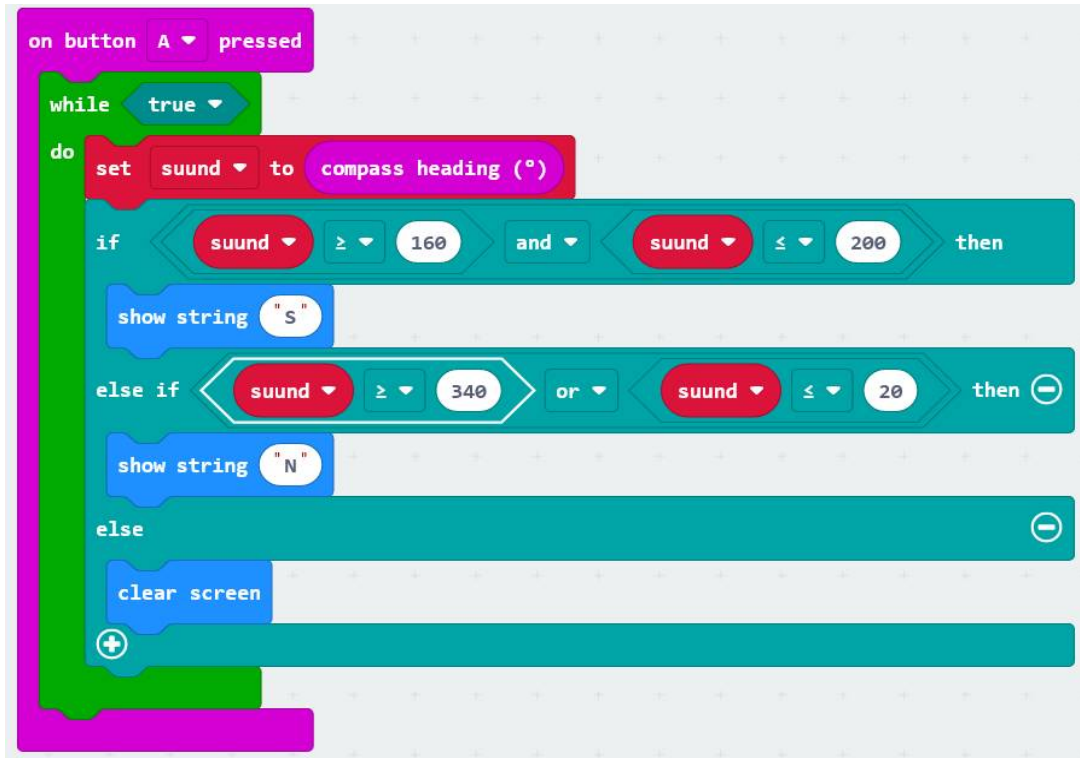 on button A pressed
while true
do
set suund to compass heading (°)
if suund ≥ 160 and suund ≤ 200 then
show string "S"
else if suund ≥ 340 or suund ≤ 20 then
show string "N"
else
clear screen